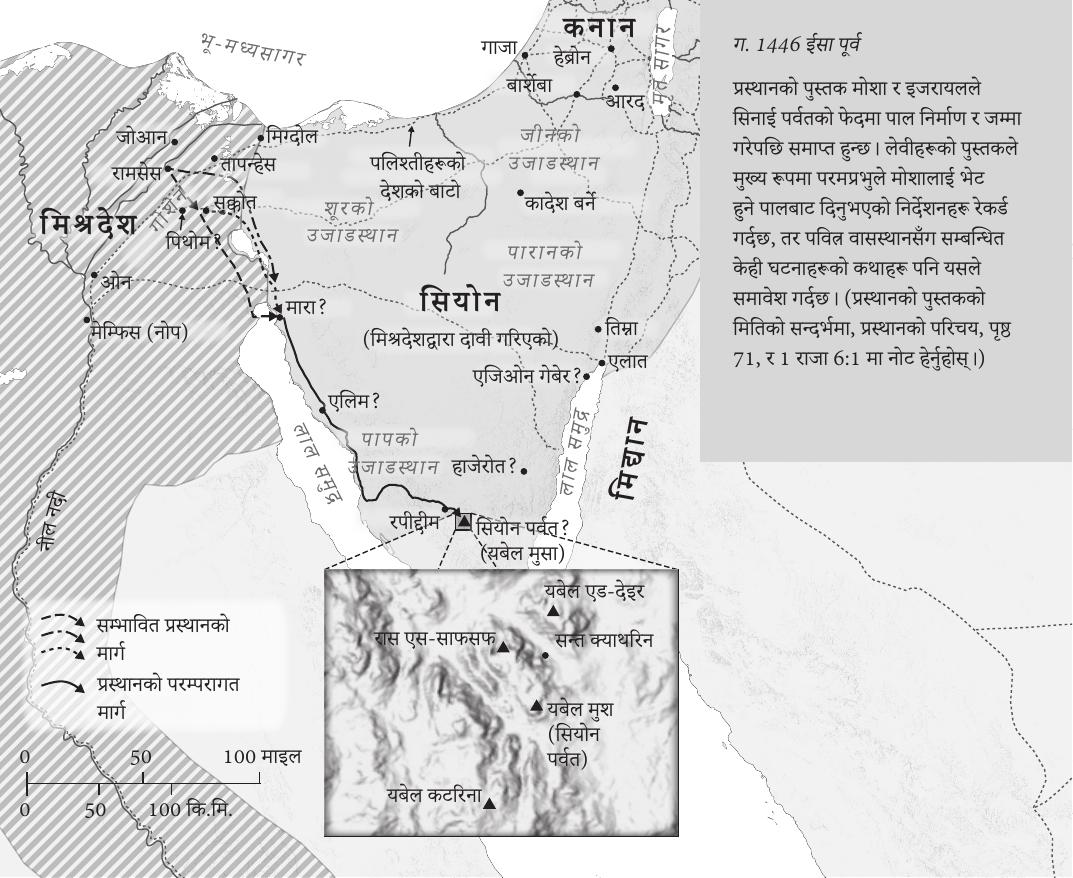 ग. 1446 ईसा पूर्व
प्रस्थानको पुस्तक मोशा र इजरायलले
सिनाई पर्वतको फेदमा पाल निर्माण र जम्मा
गरेपछि समाप्त हुन्छ। लेवीहरूको पुस्तकले
मुख्य रूपमा परमप्रभुले मोशालाई भेट
हुने पालबाट दिनुभएको निर्देशनहरू रेकर्ड
गर्दछ, तर पवित्र वासस्थानसँग सम्बन्धित
केही घटनाहरूको कथाहरू पनि यसले
समावेश गर्दछ। (प्रस्थानको पुस्तकको
मितिको सन्दर्भमा, प्रस्थानको परिचय, पृष्ठ
71, र 1 राजा 6:1 मा नोट हेर्नुहोस्।)
भू-मध्यसागर
कनान
गाजा
हेब्रोन
बार्शेबा
आरद
मृत सागर
जोआन
मिग्दोल
तापन्हेस
रामसेस
पलिश्तीहरूको
देशको बाटो
जीनको
उजाडस्थान
कादेश बर्ने
मिश्रदेश
गोशेन
सुक्कोत
पिथोम?
शूरको
उजाडस्थान
पारानको
उजाडस्थान
ओन
मेम्फिस (नोप)
मारा?
सियोन
(मिश्रदेशद्वारा दावी गरिएको)
तिम्ना
एलात
एजिओन गेबेर?
एलिम?
लाल समुद्र
पापको
उजाडस्थान
हाजेरोत?
लाल समुद्र
मिद्यान
नील नदी
रपीद्दीम
सियोन पर्वत?
(यबेल मुसा)
यबेल एड-देइर
रास एस-साफसफ
सन्त क्याथरिन
यबेल मुश
(सियोन
पर्वत)
यबेल कटरिना
सम्भावित प्रस्थानको
मार्ग
प्रस्थानको परम्परागत
मार्ग
0 50 100 माइल
0 50 100 कि.मि.